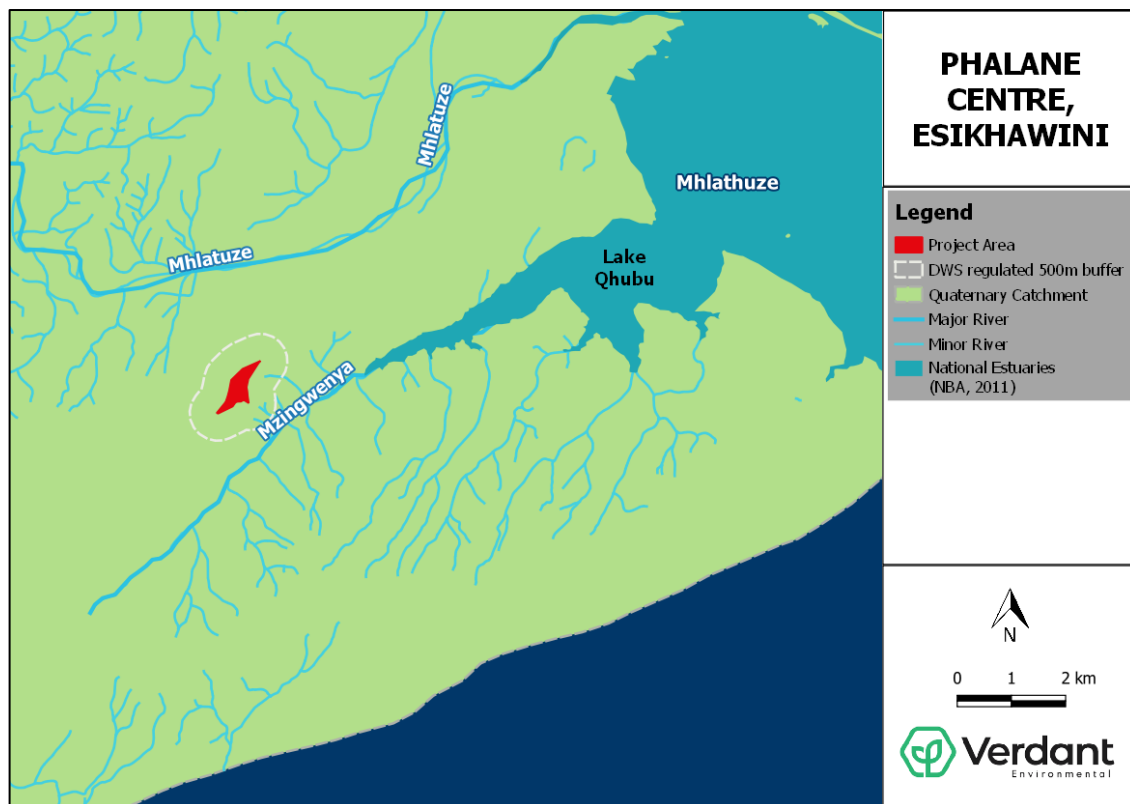 PHALANE
CENTRE,
ESIKHAWINI
Mhlatuze
Mhlathuze
Mhlatuze
Lake
Qhubu
Mzingwenya
Legend
Project Area
DWS regulated 500m buffer
Quaternary Catchment
Major River
Minor River
National Estuaries
(NBA, 2011)
N
0 1 2 km
Verdant
Environmental